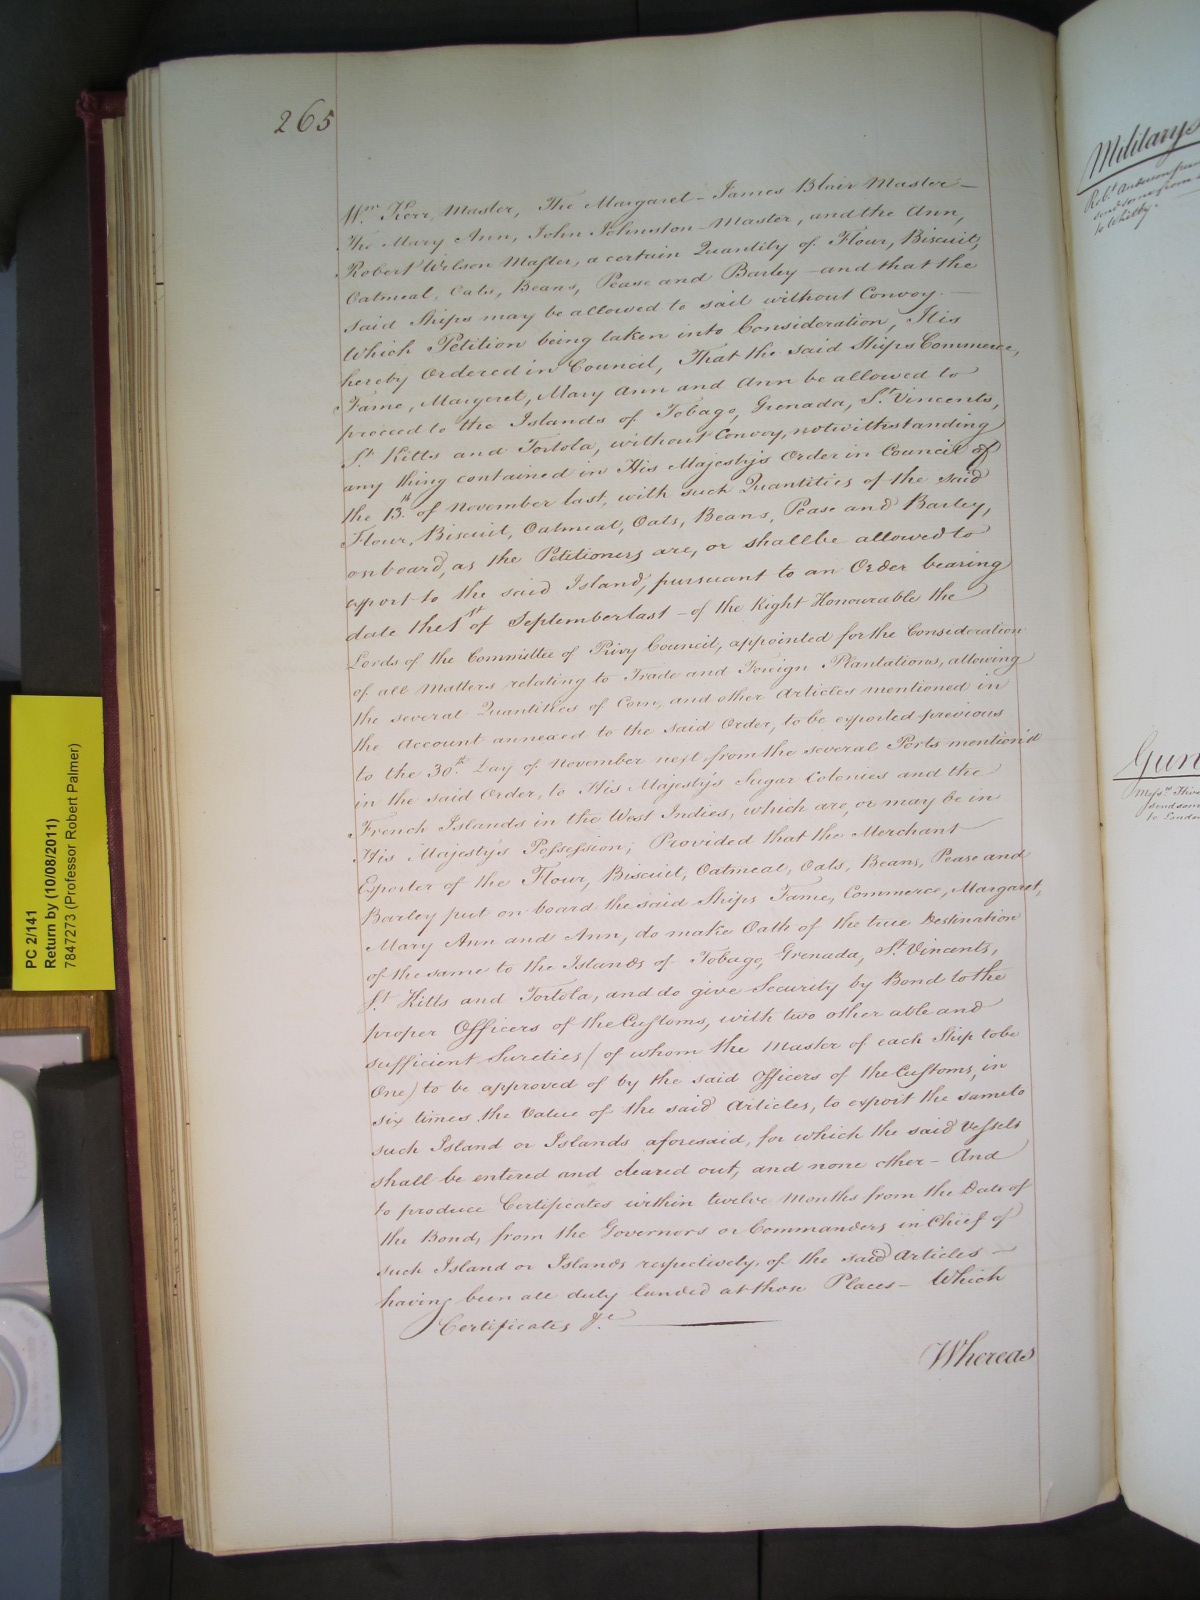 265
Wm. Kerr, Master, The Margaret - James Blair Master -
The Mary Ann, John Johnston Master, and the Ann,
Robert Wilson Master, a certain Quantity of Flour, Biscuit,
Oatmeal, Oats, Beans, Pease and Barley - and that the
said Ships may be allowed to sail without Convoy. -
Which Petition being taken into Consideration, It is
hereby Ordered in Council, That the said Ships Commerce,
Fame, Margaret, Mary Ann and Ann be allowed to
proceed to the Islands of Tobago, Grenada, St. Vincents,
St. Kitts and Tortola, without Convoy, notwithstanding
any thing contained in His Majesty's Order in Council of
the 13th. of November last, with such Quantities of the said
Flour, Biscuit, Oatmeal, Oats, Beans, Pease and Barley,
onboard, as the Petitioners are, or shall be allowed to
export to the said Island, pursuant to an Order bearing
date the 1st of September last - of the Right Honourable the
Lords of the Committee of Privy Council, appointed for the Consideration
of all Matters relating to Trade and Foreign Plantations, allowing
the several Quantities of Corn, and other Articles mentioned in
the Account annexed to the said Order, to be exported previous
to the 30th. Day of November next, from the several Ports mention'd
in the said Order, to His Majesty's Sugar Colonies and the
French Islands in the West Indies, which are, or may be in
His Majesty's Possession; Provided that the Merchant
Exporter of the Flour, Biscuit, Oatmeal, Oats, Beans, Pease and
Barley put on board the said Ships Fame, Commerce, Margaret,
Mary Ann and Ann, do make Oath of the true Destination
of the same to the Islands of Tobago, Grenada, St. Vincents,
St. Kitts and Tortola, and do give Security by Bond to the
proper Officers of the Customs, with two other able and
sufficient Sureties (of whom the Master of each Ship to be
One) to be approved of by the said Officers of the Customs, in
six times the Value of the said Articles, to export the same to
such Island or Islands aforesaid, for which the said Vessels
shall be entered and cleared out, and none other - And
to produce Certificates within twelve Months from the Date of
the Bond, from the Governors or Commanders in Chief of
such Island or Islands respectively, of the said Articles -
having been all duly landed at those Places - Which
Certificates &c.
Whereas
Military
Robt. Anderson
send some from
to Whitby.
Gun
Messrs.
send some
to London
PC 2/141
Return by (10/08/2011)
7847273 (Professor Robert Palmer)